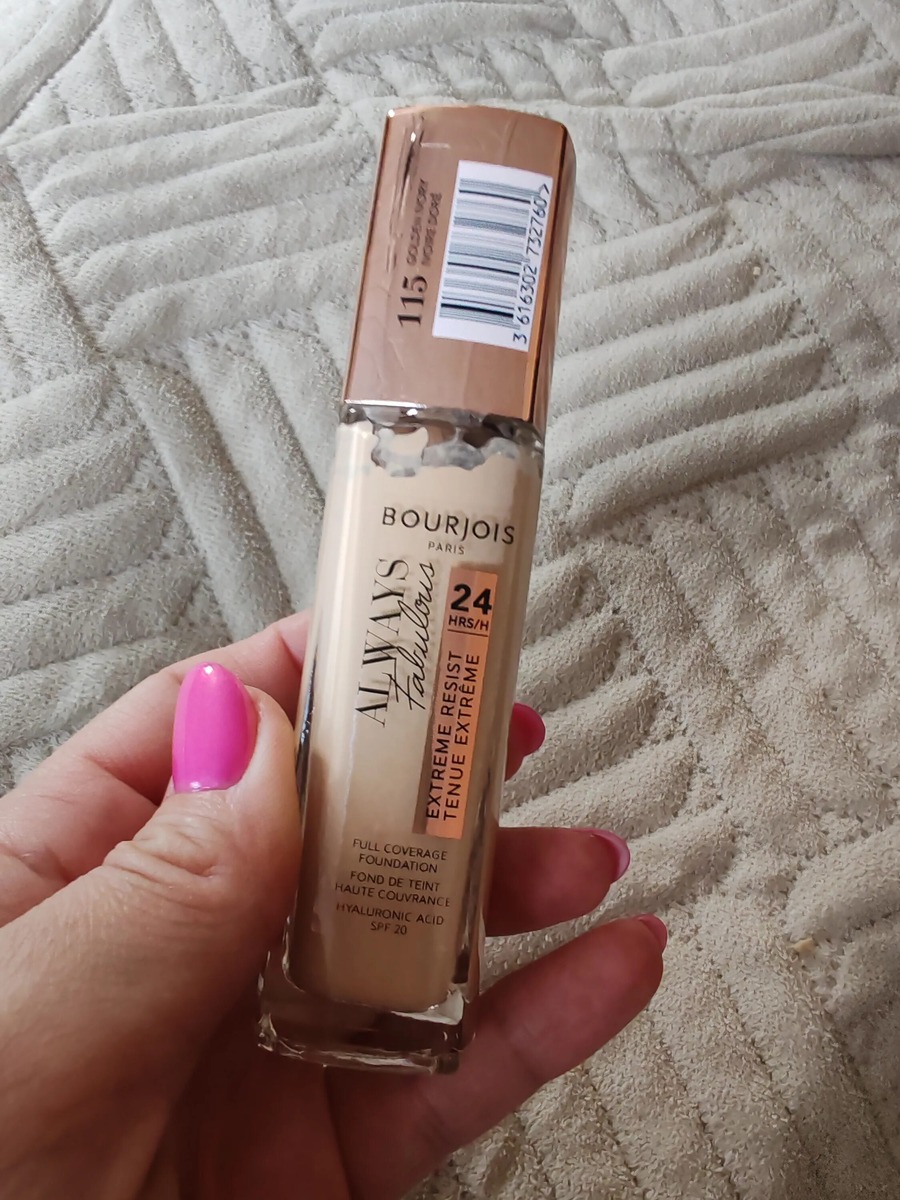 115
GOLDEN IVORY
IVOIRE DORÉ
3 616302 732760>
BOURJOIS
PARIS
ALWAYS
Fabulous
24
HRS/H
EXTREME RESIST
TENUE EXTRÊME
FULL COVERAGE
FOUNDATION
FOND DE TEINT
HAUTE COUVRANCE
HYALURONIC ACID
SPF 20